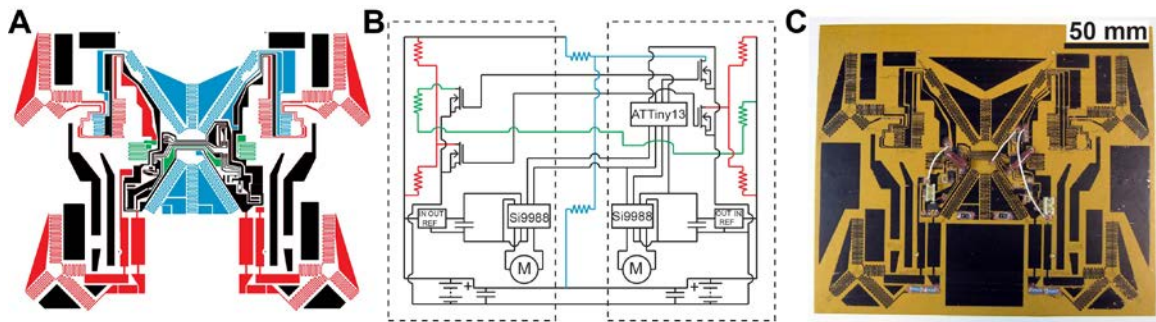 A
B
C
50 mm
ATTiny13
Si9988
Si9988
IN OUT
REF
OUT IN
REF
M
M
+
+